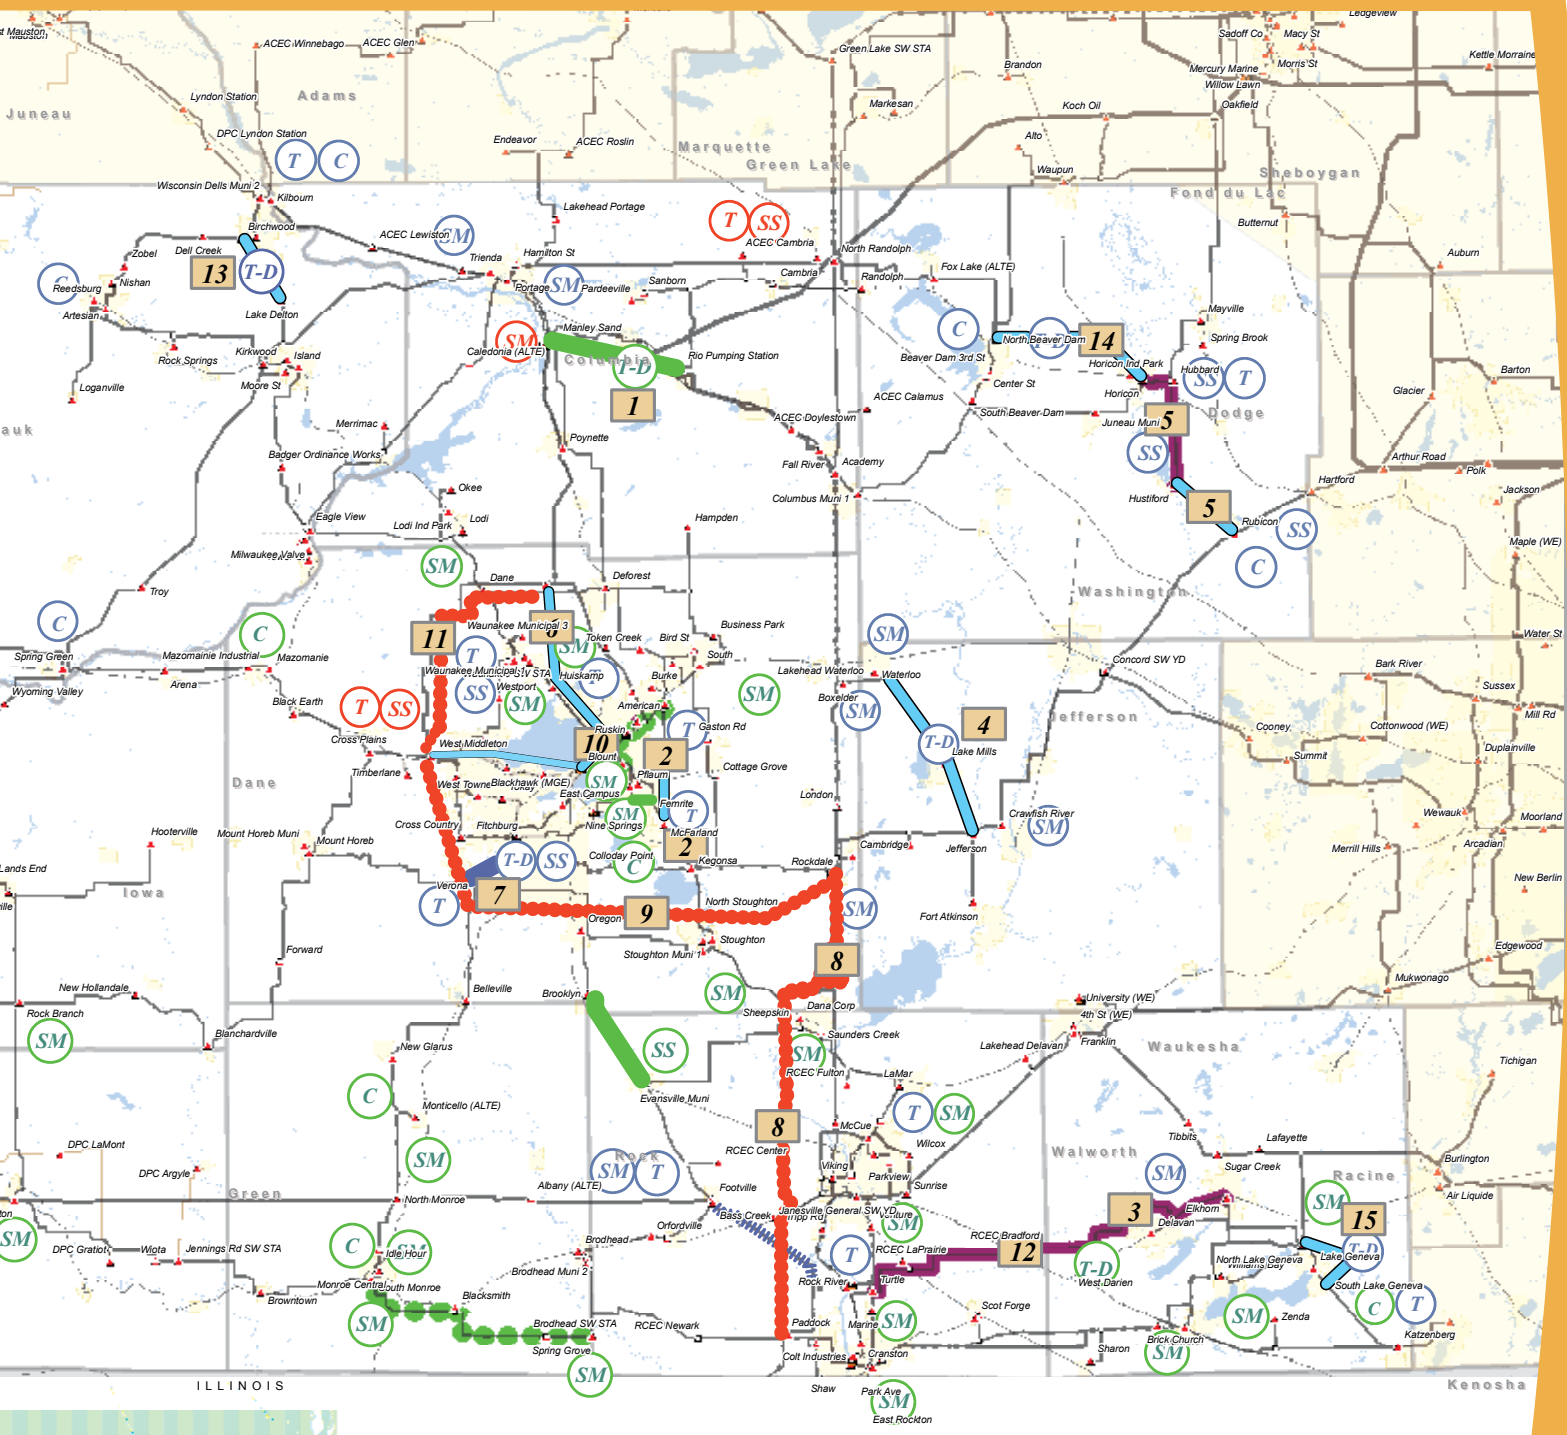 Ledgeview
st Mauston
Sadoff Co
Macy St
ACEC Winnebago
ACEC Glen
Green Lake SW STA
Kettle Morraine
Brandon
Mercury Marine
Morris St
Willow Lawn
Lyndon Station
Adams
Markesan
Koch Oil
Oakfield
Juneau
DPC Lyndon Station
Endeavor
ACEC Roslin
Marquette
Alto
T
C
Green Lake
Waupun
Sheboygan
Wisconsin Dells Muni 2
Kilbourn
Fond du Lac
Lakehead Portage
T
SS
Butternut
Birchwood
ACEC Lewiston
SM
ACEC Cambria
North Randolph
Zobel
Dell Creek
Trienda
Hamilton St
Auburn
13
T-D
Cambria
Randolph
Fox Lake (ALTE)
C
Reedsburg
Nishan
Portage
SM
Pardeeville
Sanborn
Artesian
Lake Delton
Mayville
Manley Sand
C
North Beaver Dam
T-D
14
Spring Brook
SM
Caledonia (ALTE)
Columbia
Rio Pumping Station
Beaver Dam 3rd St
Rock Springs
Kirkwood
Island
T-D
Horicon Ind Park
Hubbard
Barton
Loganville
Moore St
Center St
Horicon
SS
T
Glacier
1
ACEC Calamus
South Beaver Dam
Dodge
auk
Merrimac
ACEC Doylestown
Juneau Muni
5
Poynette
Badger Ordinance Works
Fall River
Academy
SS
Arthur Road
Polk
Okee
Columbus Muni 1
Hustiford
Hartford
Jackson
Eagle View
Lodi Ind Park
Lodi
Hampden
5
Rubicon
SS
Milwaukee Valve
Maple (WE)
SM
C
Dane
Deforest
Troy
Washington
C
C
11
Waunakee Municipal 3
6
Token Creek
Bird St
Business Park
SM
Water St
Spring Green
Mazomainie Industrial
Mazomanie
T
SM
South
Lakehead Waterloo
Waterloo
Concord SW YD
Bark River
Wyoming Valley
Arena
Waunakee Municipal 1
SW STA
Huiskamp
T
Burke
Sussex
Black Earth
SS
Westport
SM
American
SM
Boxelder
SM
Mill Rd
T
SS
Ruskin
T
Gaston Rd
Jefferson
4
Cooney
Cottonwood (WE)
Cross Plains
West Middleton
10
Blount
2
T-D
Lake Mills
Summit
Duplainville
Dane
Timberlane
West Towne
Blackhawk (MGE)
SM
Pflaum
Cottage Grove
East Campus
Femrite
London
Wewauk
Moorland
Cross Country
Fitchburg
SM
Nine Springs
T
McFarland
Crawfish River
SM
Hooterville
Mount Horeb Muni
Mount Horeb
2
Cambridge
Jefferson
Merrill Hills
Arcadian
Lands End
T-D
SS
Colloday Point
C
Kegonsa
Rockdale
Iowa
Verona
7
New Berlin
ville
T
Oregon
9
North Stoughton
SM
Fort Atkinson
Forward
Stoughton
Stoughton Muni 1
8
Edgewood
Mukwonago
New Hollandale
Belleville
Brooklyn
SM
Dana Corp
University (WE)
Rock Branch
Sheepskin
4th St (WE)
SM
Blanchardville
New Glarus
SS
Saunders Creek
SM
Lakehead Delavan
Franklin
Waukesha
Tichigan
RCEC Fulton
LaMar
C
Monticello (ALTE)
Evansville Muni
T
SM
DPC LaMont
8
McCue
Tibbits
Lafayette
Wilcox
SM
Rock
RCEC Center
Walworth
DPC Argyle
SM
T
Viking
Parkview
SM
Sugar Creek
Racine
Burlington
Green
North Monroe
Albany (ALTE)
Footville
Sunrise
Elkhorn
SM
Air Liquide
ton
Bass Creek
Janesville General SW YD
3
Delavan
SM
15
SM
DPC Gratiot
Wiota
Jennings Rd SW STA
C
SM
Idle Hour
Brodhead
Orfordville
RCEC Bradford
12
T-D
T
RCEC LaPrairie
T-D
West Darien
North Lake Geneva
Lake Geneva
Browntown
Monroe Central
South Monroe
Brodhead Muni 2
Rock River
Turtle
South Lake Geneva
Blacksmith
Scot Forge
C
T
SM
Brodhead SW STA
RCEC Newark
Paddock
Marine
SM
SM
Zenda
Katzenberg
Spring Grove
Colt Industries
Cranston
Brick Church
SM
Sharon
SM
Shaw
Park Ave
SM
East Rockton
ILLINOIS
Kenosha